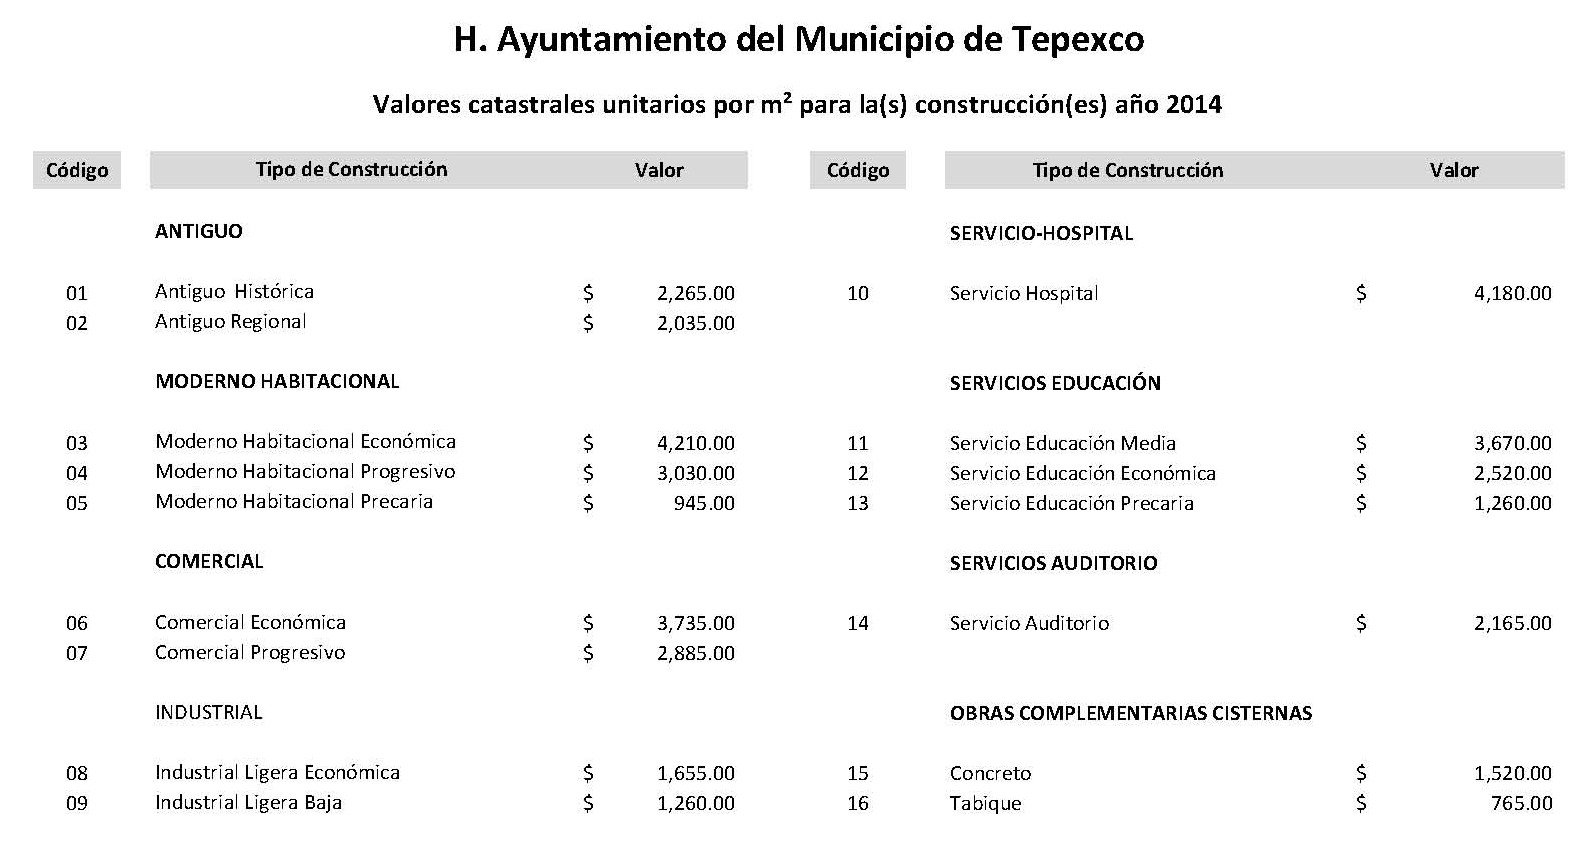 H. Ayuntamiento del Municipio de Tepexco
Valores catastrales unitarios por m² para la(s) construcción(es) año 2014
Código Tipo de Construcción Valor
ANTIGUO
01 Antiguo Histórica $ 2,265.00
02 Antiguo Regional $ 2,035.00
MODERNO HABITACIONAL
03 Moderno Habitacional Económica $ 4,210.00
04 Moderno Habitacional Progresivo $ 3,030.00
05 Moderno Habitacional Precaria $ 945.00
COMERCIAL
06 Comercial Económica $ 3,735.00
07 Comercial Progresivo $ 2,885.00
INDUSTRIAL
08 Industrial Ligera Económica $ 1,655.00
09 Industrial Ligera Baja $ 1,260.00
Código Tipo de Construcción Valor
SERVICIO-HOSPITAL
10 Servicio Hospital $ 4,180.00
SERVICIOS EDUCACIÓN
11 Servicio Educación Media $ 3,670.00
12 Servicio Educación Económica $ 2,520.00
13 Servicio Educación Precaria $ 1,260.00
SERVICIOS AUDITORIO
14 Servicio Auditorio $ 2,165.00
OBRAS COMPLEMENTARIAS CISTERNAS
15 Concreto $ 1,520.00
16 Tabique $ 765.00